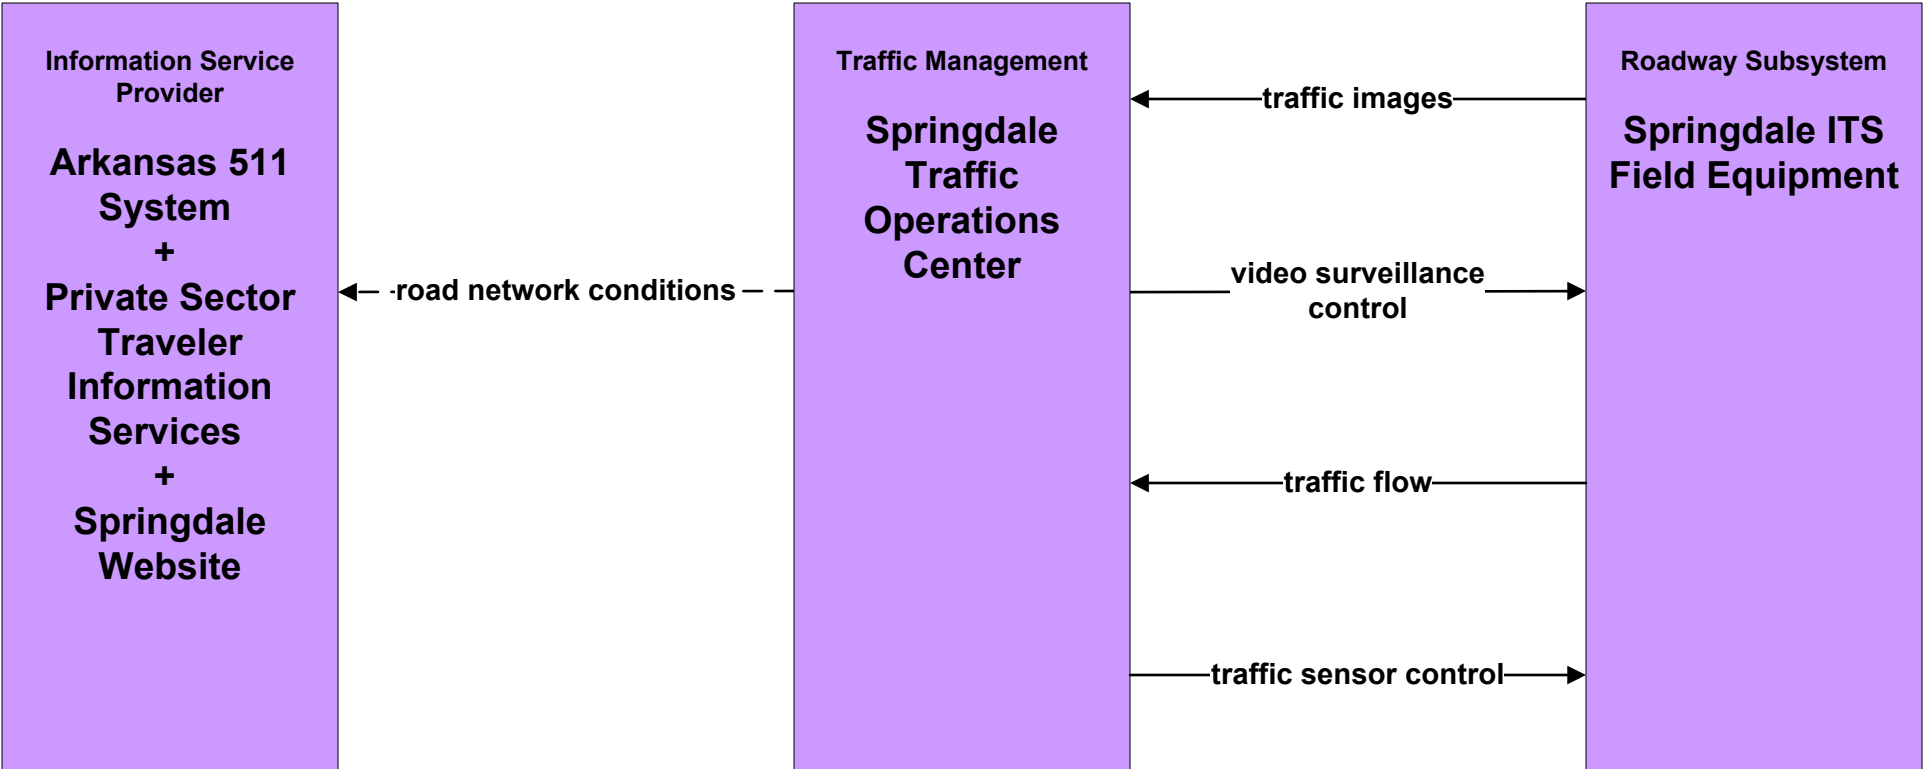 Information Service
Provider
Arkansas 511
System
+
Private Sector
Traveler
Information
Services
+
Springdale
Website
road network conditions
Traffic Management
Springdale
Traffic
Operations
Center
traffic images
video surveillance
control
traffic flow
traffic sensor control
Roadway Subsystem
Springdale ITS
Field Equipment